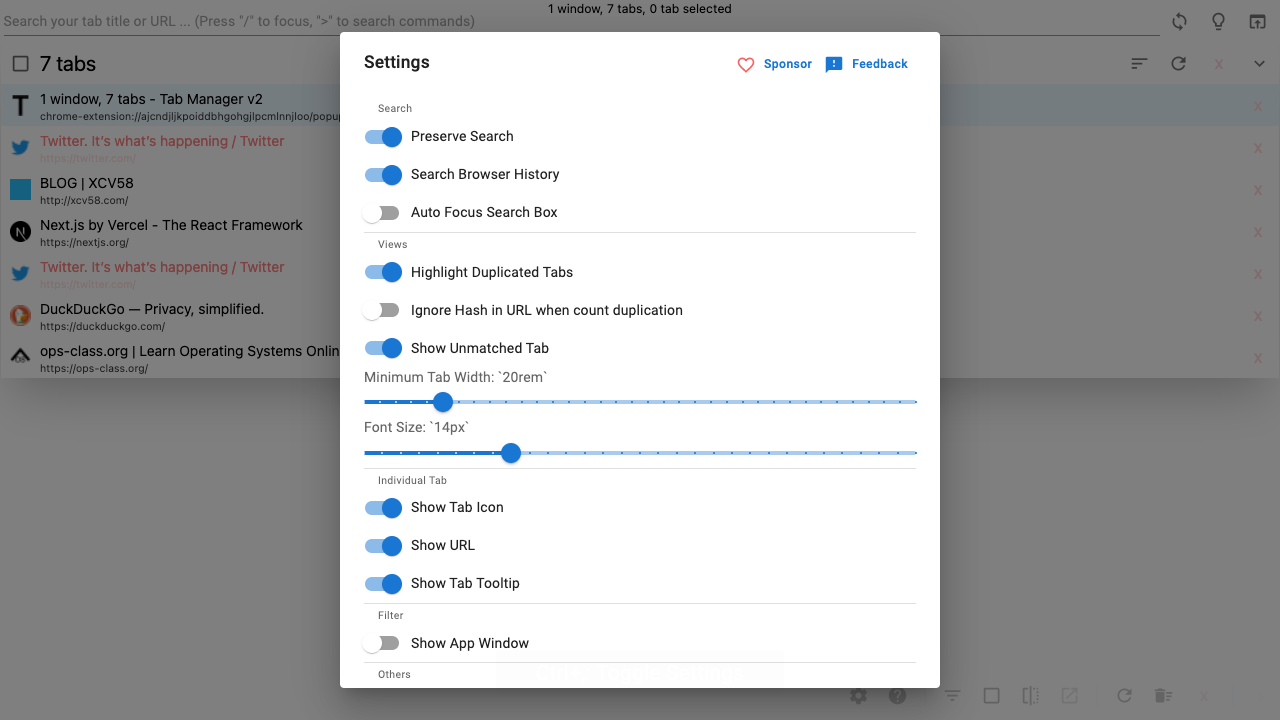 1 window, 7 tabs, 0 tab selected
Search your tab title or URL ... (Press "/" to focus, ">" to search commands)
7 tabs
x
1 window, 7 tabs - Tab Manager v2
chrome-extension://ajcndjljkpoiddbhgohgjlpcmlnnjloo/popu
x
Twitter. It's what's happening / Twitter
https://twitter.com/
x
BLOG | XCV58
http://xcv58.com/
x
Next.js by Vercel - The React Framework
https://nextjs.org/
x
Twitter. It's what's happening / Twitter
https://twitter.com/
x
DuckDuckGo — Privacy, simplified.
https://duckduckgo.com/
x
ops-class.org | Learn Operating Systems Onlin
https://ops-class.org/
x
Settings
Sponsor
Feedback
Search
Preserve Search
Search Browser History
Auto Focus Search Box
Views
Highlight Duplicated Tabs
Ignore Hash in URL when count duplication
Show Unmatched Tab
Minimum Tab Width: `20rem`
Font Size: `14px`
Individual Tab
Show Tab Icon
Show URL
Show Tab Tooltip
Filter
Show App Window
Others
x